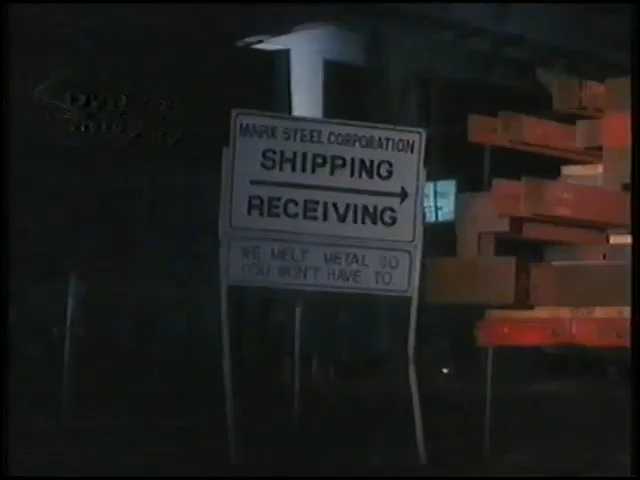 MARK STEEL CORPORATION
SHIPPING
RECEIVING
WE MELT METAL SO
YOU WON'T HAVE TO